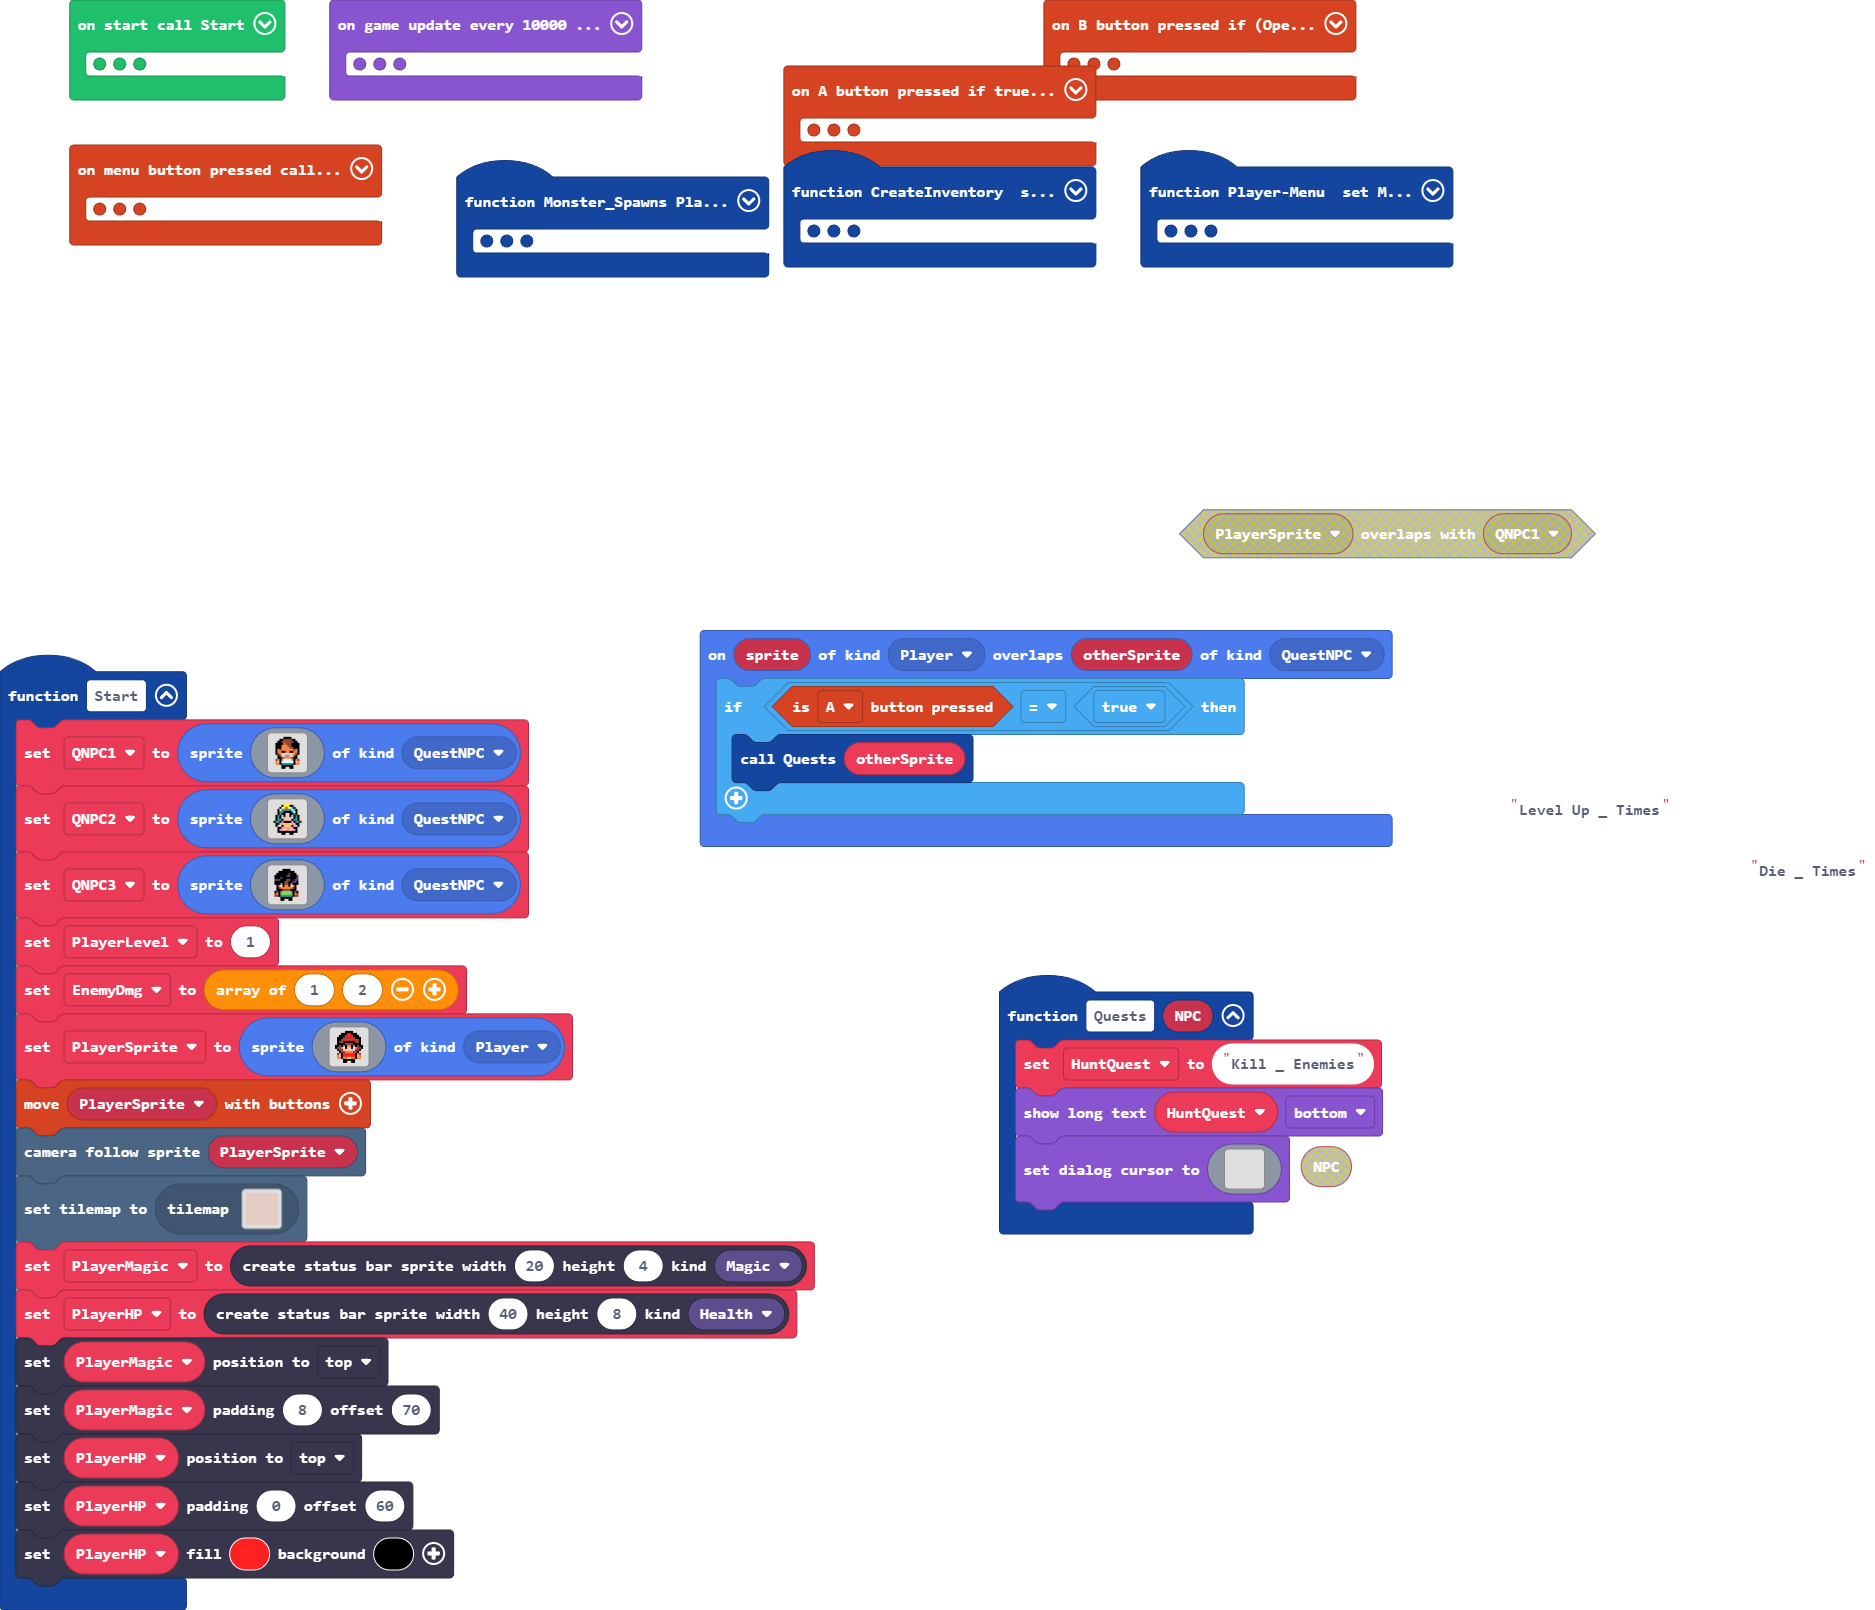 on start call Start
on game update every 10000 ...
on B button pressed if (Ope...
on A button pressed if true...
on menu button pressed call...
function Monster_Spawns Pla...
function CreateInventory s...
function Player-Menu set M...
PlayerSprite overlaps with QNPC1
on sprite of kind Player overlaps otherSprite of kind QuestNPC
if is A button pressed = true then
call Quests otherSprite
"Level Up _ Times"
"Die _ Times"
function Start
set QNPC1 to sprite of kind QuestNPC
set QNPC2 to sprite of kind QuestNPC
set QNPC3 to sprite of kind QuestNPC
set PlayerLevel to 1
set EnemyDmg to array of 1 2
set PlayerSprite to sprite of kind Player
move PlayerSprite with buttons
camera follow sprite PlayerSprite
set tilemap to tilemap
set PlayerMagic to create status bar sprite width 20 height 4 kind Magic
set PlayerHP to create status bar sprite width 40 height 8 kind Health
set PlayerMagic position to top
set PlayerMagic padding 8 offset 70
set PlayerHP position to top
set PlayerHP padding 0 offset 60
set PlayerHP fill background
function Quests NPC
set HuntQuest to "Kill _ Enemies"
show long text HuntQuest bottom
set dialog cursor to
NPC